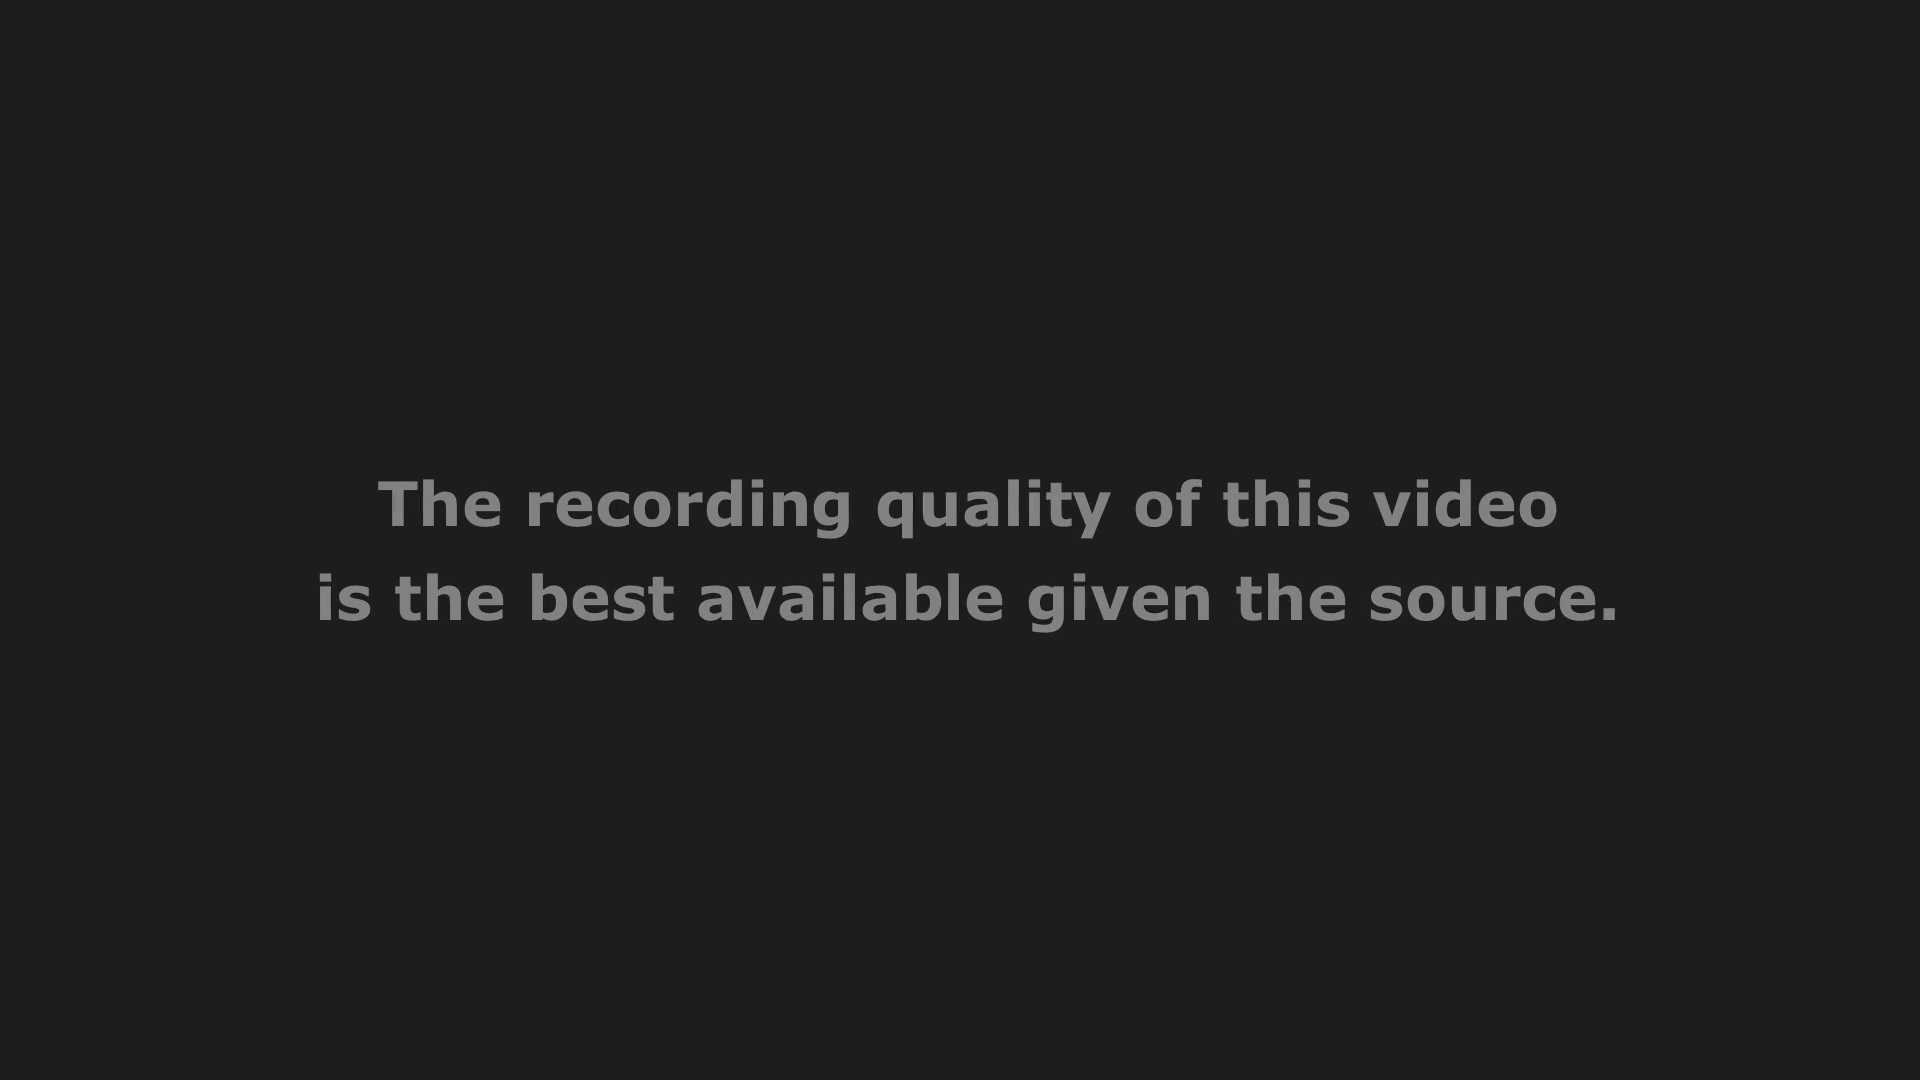 The recording quality of this video
is the best available given the source.